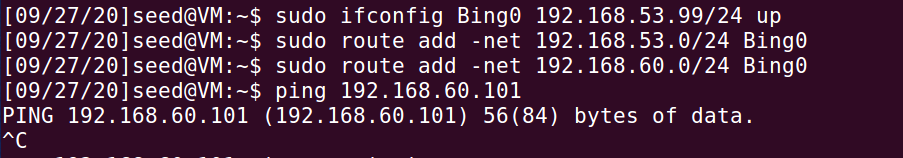 [09/27/20]seed@VM:~$ sudo ifconfig Bing0 192.168.53.99/24 up
[09/27/20]seed@VM:~$ sudo route add -net 192.168.53.0/24 Bing0
[09/27/20]seed@VM:~$ sudo route add -net 192.168.60.0/24 Bing0
[09/27/20]seed@VM:~$ ping 192.168.60.101
PING 192.168.60.101 (192.168.60.101) 56(84) bytes of data.
^C